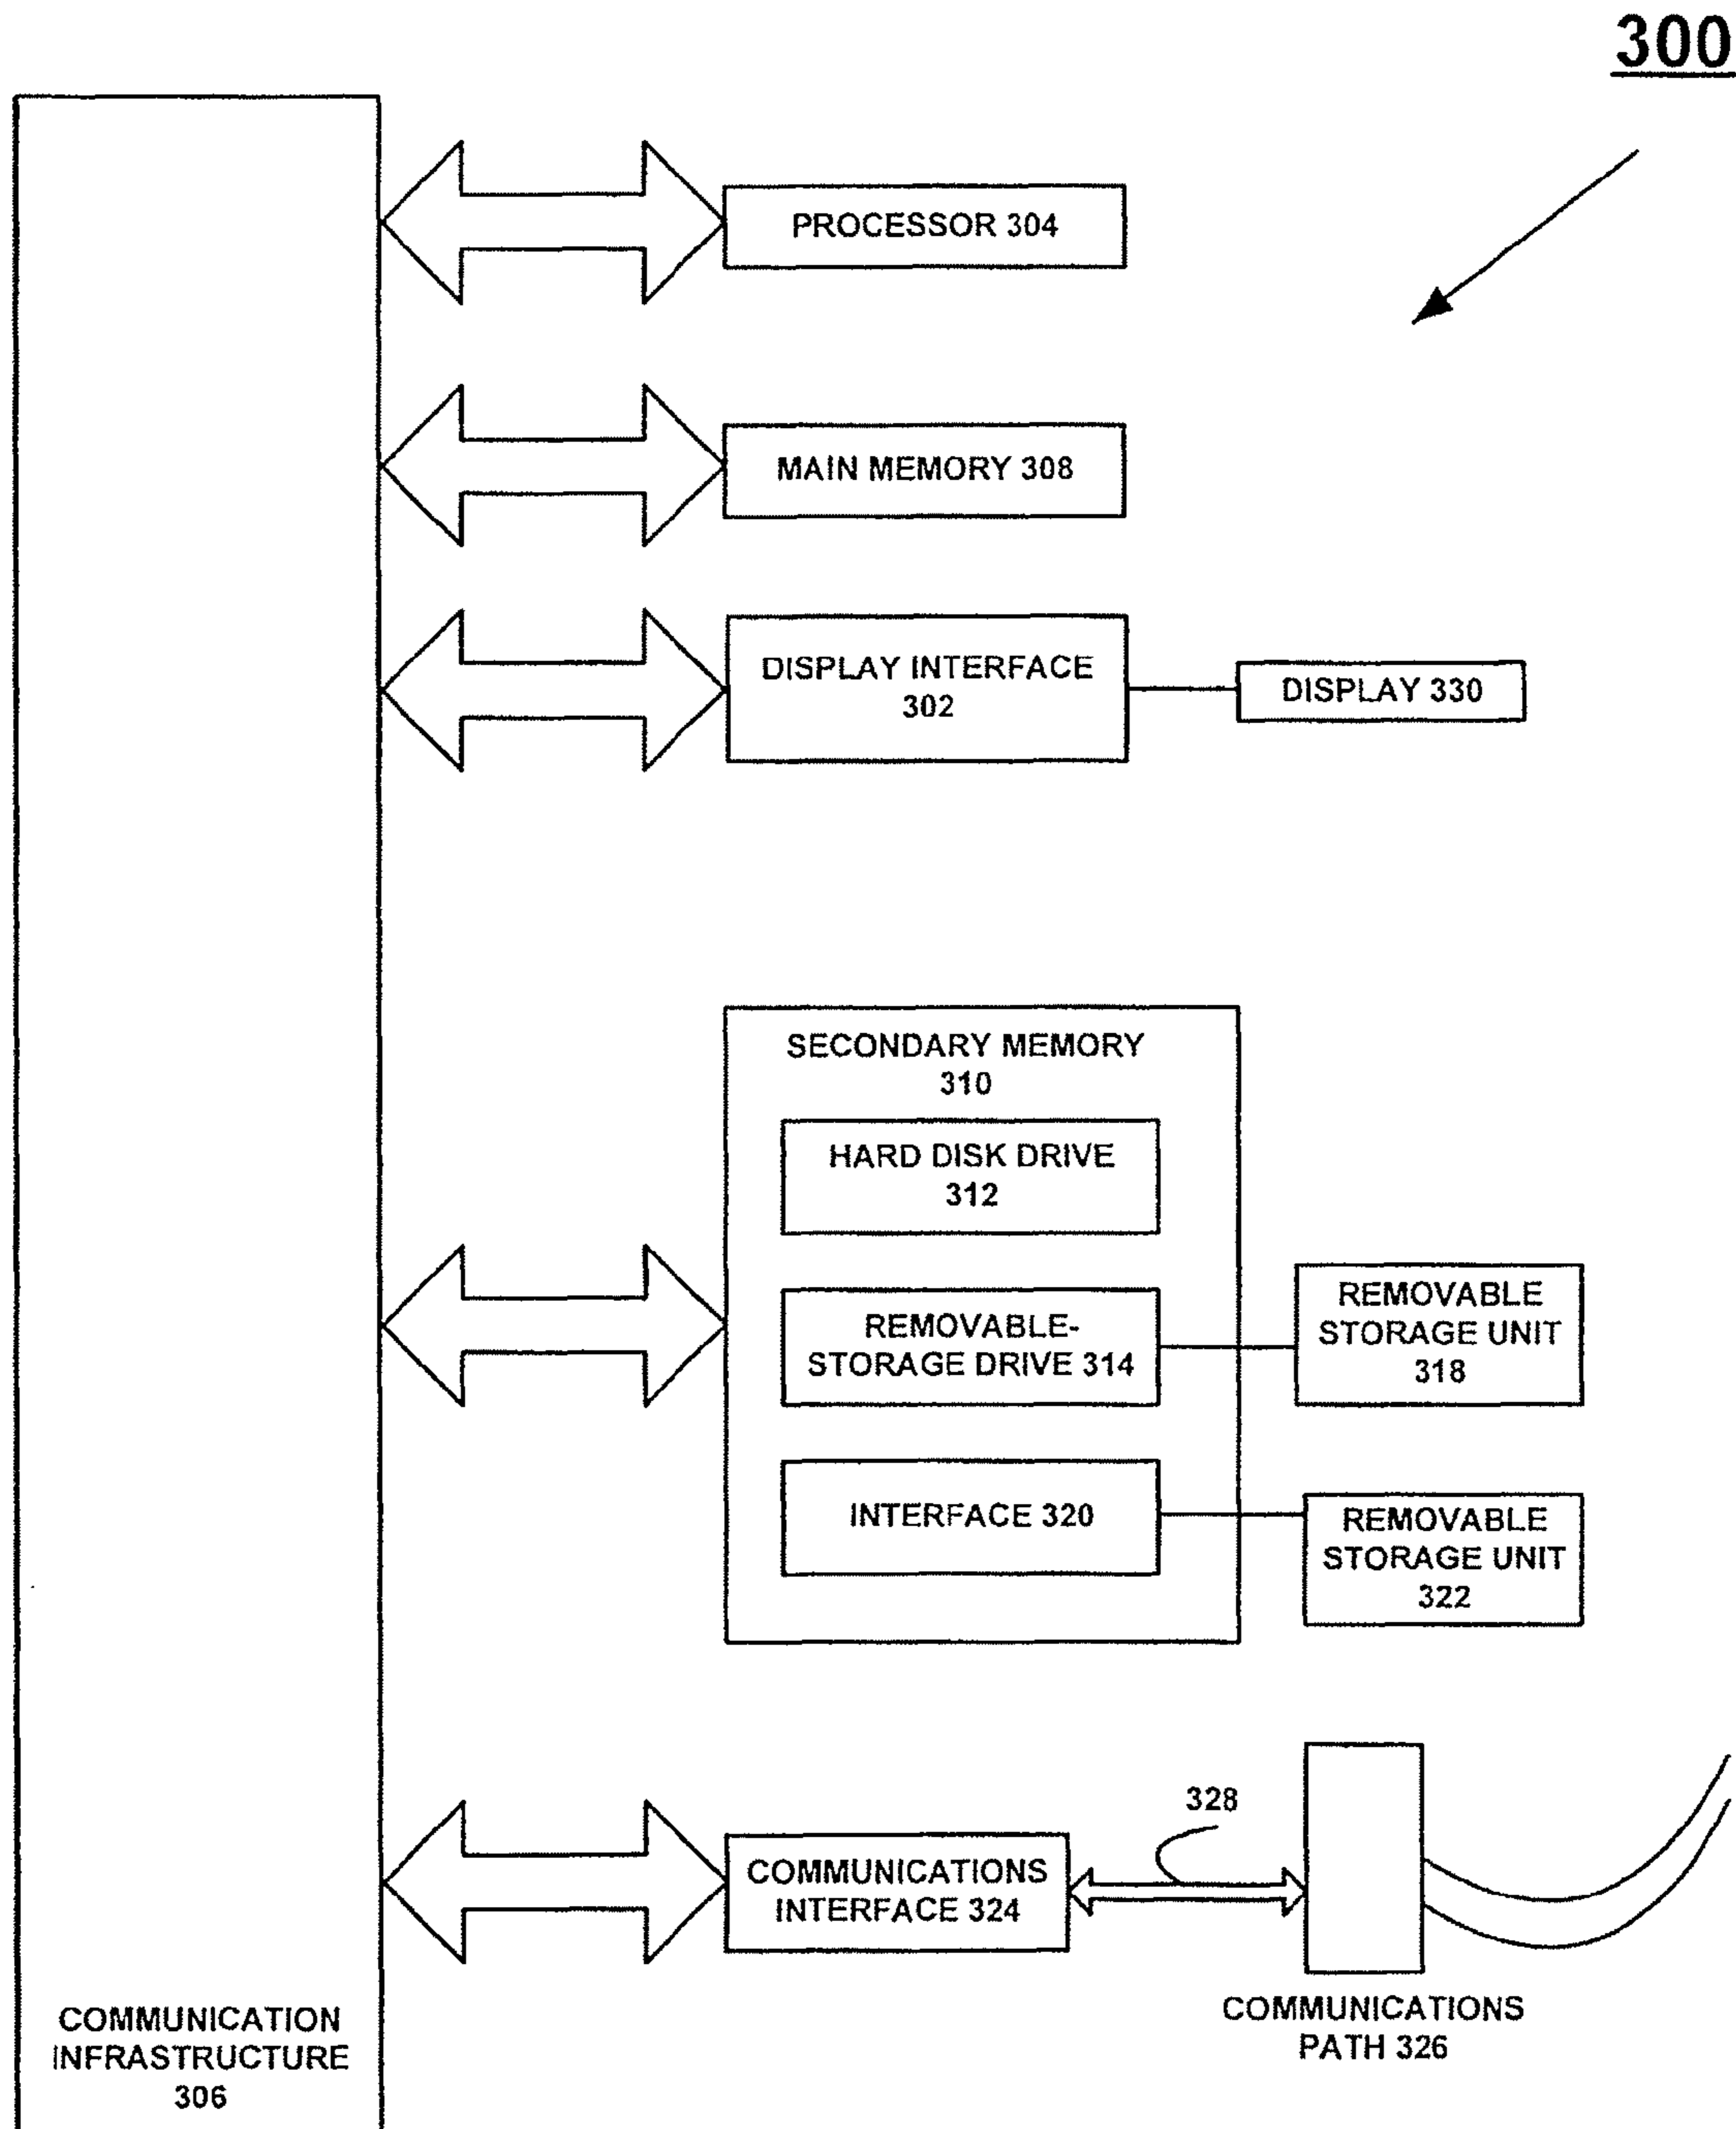 300
PROCESSOR 304
MAIN MEMORY 308
DISPLAY INTERFACE
302
DISPLAY 330
SECONDARY MEMORY
310
HARD DISK DRIVE
312
REMOVABLE-
STORAGE DRIVE 314
REMOVABLE
STORAGE UNIT
318
INTERFACE 320
REMOVABLE
STORAGE UNIT
322
328
COMMUNICATIONS
INTERFACE 324
COMMUNICATIONS
PATH 326
COMMUNICATION
INFRASTRUCTURE
306